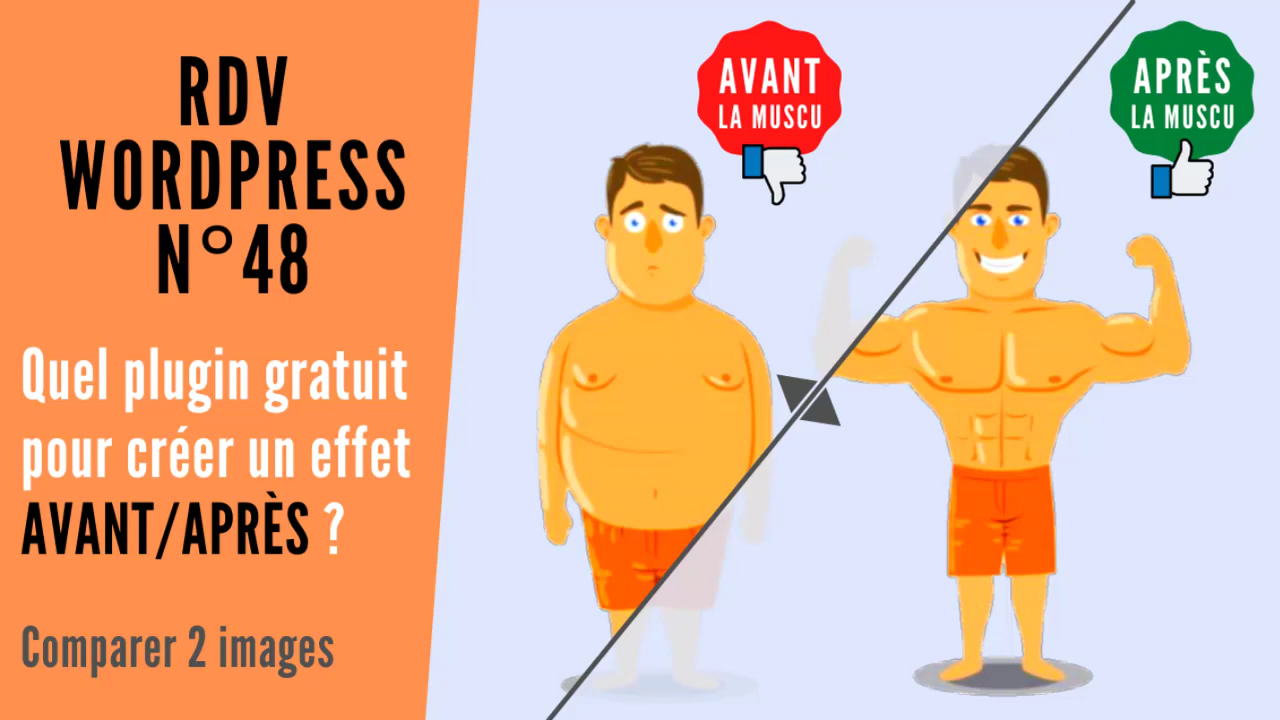 RDV
WORDPRESS
N°48
Quel plugin gratuit
pour créer un effet
AVANT/APRÈS ?
Comparer 2 images
AVANT
LA MUSCU
APRÈS
LA MUSCU